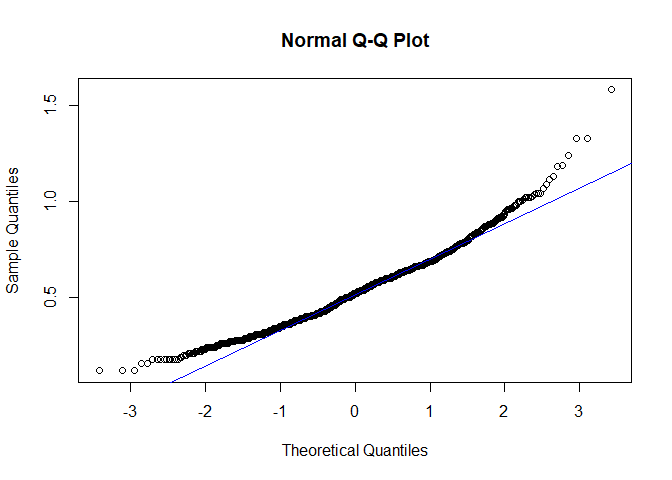 Normal Q-Q Plot
Sample Quantiles
1.5
1.0
0.5
-3 -2 -1 0 1 2 3
Theoretical Quantiles